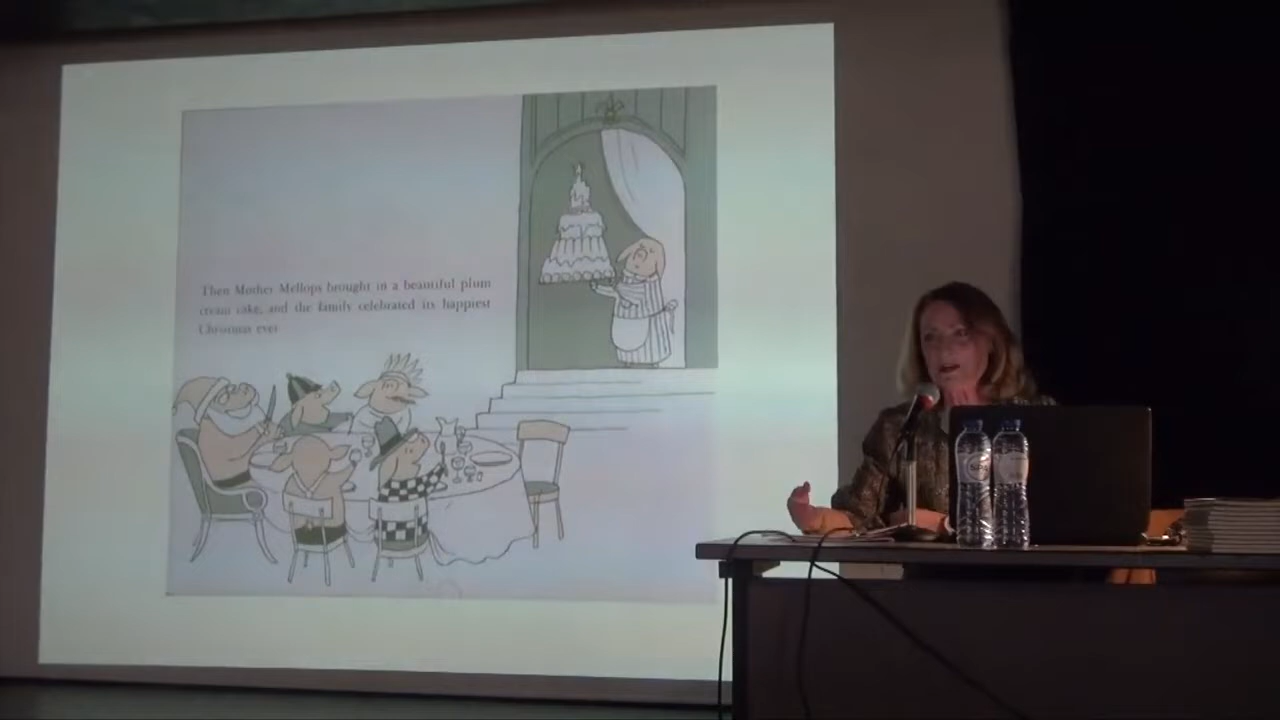 Then Mother Mellops brought in a beautiful plum
cream cake, and the family celebrated its happiest
Christmas ever